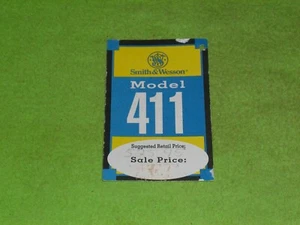 Smith & Wesson
Model
411
Suggested Retail Price:
Sale Price: